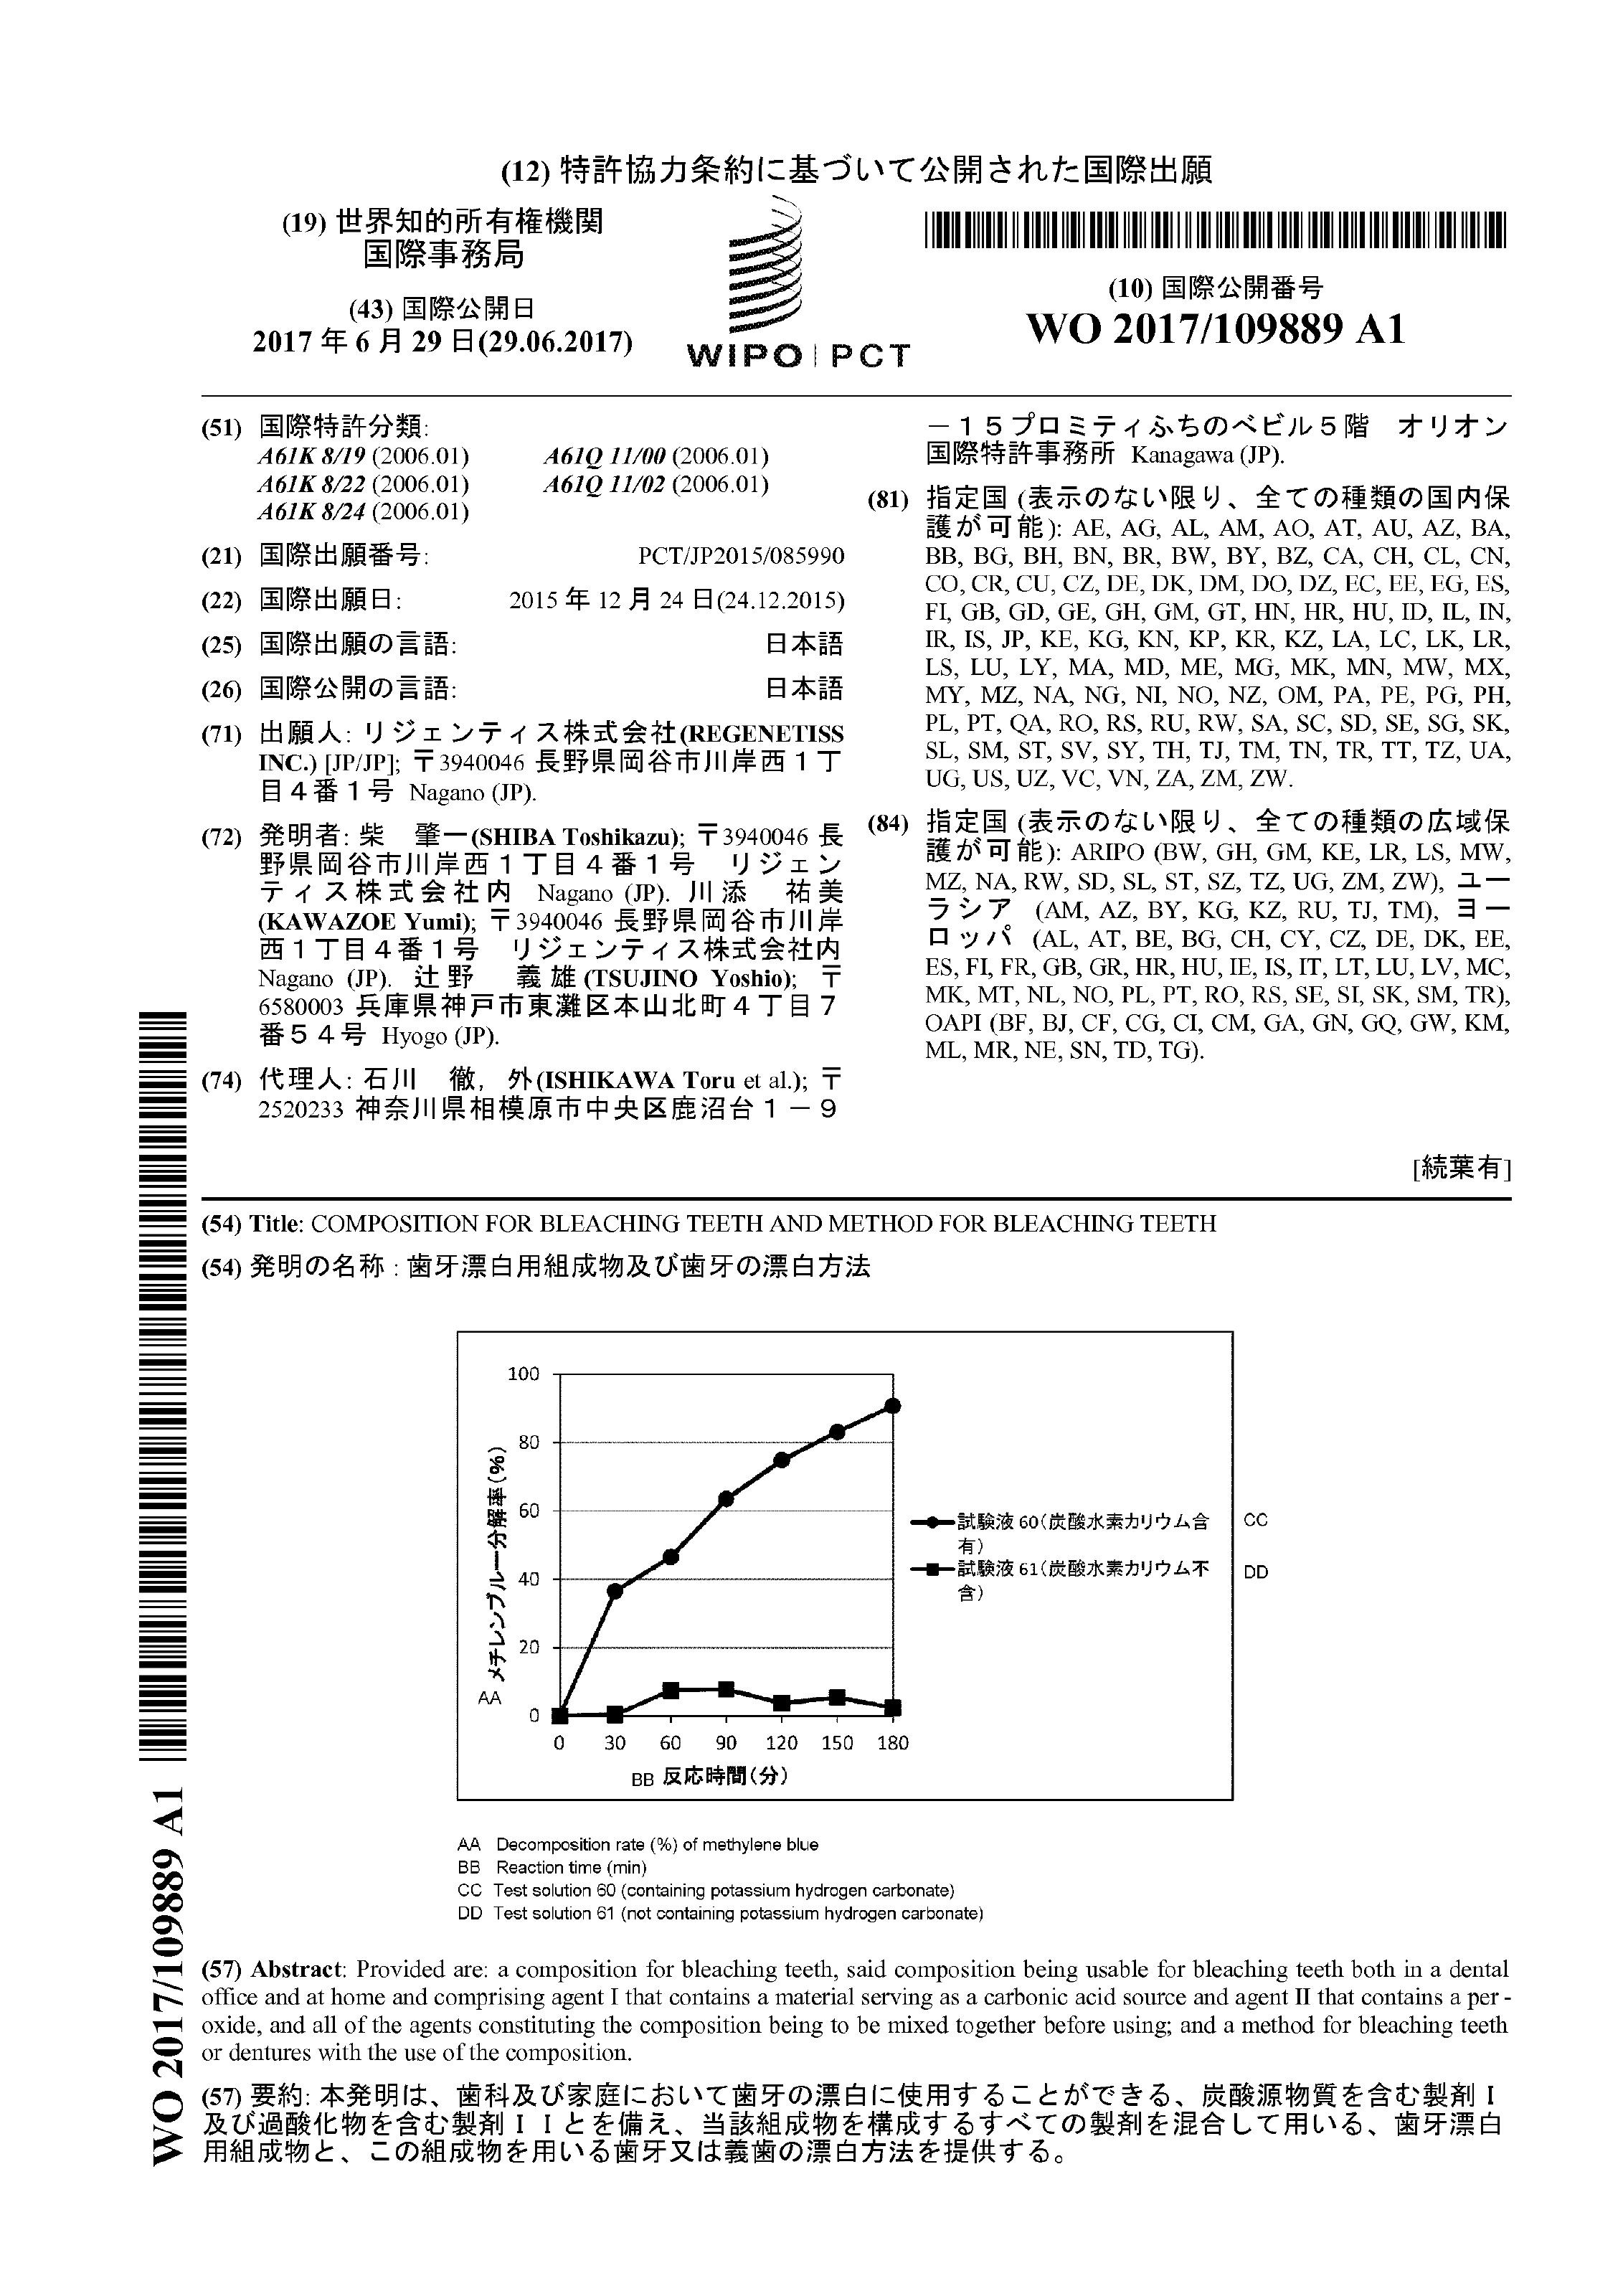 (12) 特許協力条約に基づいて公開された国際出願
(19) 世界知的所有権機関
国際事務局
(43) 国際公開日
2017 年 6 月 29 日(29.06.2017)
WIPO | PCT
(10) 国際公開番号
WO 2017/109889 A1
(51) 国際特許分類:
A61K 8/19 (2006.01) A61Q 11/00 (2006.01)
A61K 8/22 (2006.01) A61Q 11/02 (2006.01)
A61K 8/24 (2006.01)
(21) 国際出願番号: PCT/JP2015/085990
(22) 国際出願日: 2015 年 12 月 24 日(24.12.2015)
(25) 国際出願の言語: 日本語
(26) 国際公開の言語: 日本語
(71) 出願人: リジェンティス株式会社(REGENETISS
INC.) [JP/JP]; 〒3940046 長野県岡谷市川岸西1丁
目4番1号 Nagano (JP).
(72) 発明者: 柴 肇一(SHIBA Toshikazu); 〒3940046 長
野県岡谷市川岸西1丁目4番1号 リジェン
ティス株式会社内 Nagano (JP). 川添 祐美
(KAWAZOE Yumi); 〒3940046 長野県岡谷市川岸
西1丁目4番1号 リジェンティス株式会社内
Nagano (JP). 辻野 義雄(TSUJINO Yoshio); 〒
6580003 兵庫県神戸市東灘区本山北町4丁目7
番54号 Hyogo (JP).
(74) 代理人: 石川 徹, 外(ISHIKAWA Toru et al.); 〒
2520233 神奈川県相模原市中央区鹿沼台1-9
-15プロミティふちのべビル5階 オリオン
国際特許事務所 Kanagawa (JP).
(81) 指定国 (表示のない限り、全ての種類の国内保
護が可能): AE, AG, AL, AM, AO, AT, AU, AZ, BA,
BB, BG, BH, BN, BR, BW, BY, BZ, CA, CH, CL, CN,
CO, CR, CU, CZ, DE, DK, DM, DO, DZ, EC, EE, EG, ES,
FI, GB, GD, GE, GH, GM, GT, HN, HR, HU, ID, IL, IN,
IR, IS, JP, KE, KG, KN, KP, KR, KZ, LA, LC, LK, LR,
LS, LU, LY, MA, MD, ME, MG, MK, MN, MW, MX,
MY, MZ, NA, NG, NI, NO, NZ, OM, PA, PE, PG, PH,
PL, PT, QA, RO, RS, RU, RW, SA, SC, SD, SE, SG, SK,
SL, SM, ST, SV, SY, TH, TJ, TM, TN, TR, TT, TZ, UA,
UG, US, UZ, VC, VN, ZA, ZM, ZW.
(84) 指定国 (表示のない限り、全ての種類の広域保
護が可能): ARIPO (BW, GH, GM, KE, LR, LS, MW,
MZ, NA, RW, SD, SL, ST, SZ, TZ, UG, ZM, ZW), ユー
ラシア (AM, AZ, BY, KG, KZ, RU, TJ, TM), ヨー
ロッパ (AL, AT, BE, BG, CH, CY, CZ, DE, DK, EE,
ES, FI, FR, GB, GR, HR, HU, IE, IS, IT, LT, LU, LV, MC,
MK, MT, NL, NO, PL, PT, RO, RS, SE, SI, SK, SM, TR),
OAPI (BF, BJ, CF, CG, CI, CM, GA, GN, GQ, GW, KM,
ML, MR, NE, SN, TD, TG).
[続葉有]
(54) Title: COMPOSITION FOR BLEACHING TEETH AND METHOD FOR BLEACHING TEETH
(54) 発明の名称 : 歯牙漂白用組成物及び歯牙の漂白方法
100
80
60
40
20
0
AA メチレンブルー分解率(%)
0 30 60 90 120 150 180
BB 反応時間(分)
試験液 60(炭酸水素カリウム含
有)
CC
試験液 61(炭酸水素カリウム不
含)
DD
AA Decomposition rate (%) of methylene blue
BB Reaction time (min)
CC Test solution 60 (containing potassium hydrogen carbonate)
DD Test solution 61 (not containing potassium hydrogen carbonate)
(57) Abstract: Provided are: a composition for bleaching teeth, said composition being usable for bleaching teeth both in a dental
office and at home and comprising agent I that contains a material serving as a carbonic acid source and agent II that contains a per-
oxide, and all of the agents constituting the composition being to be mixed together before using; and a method for bleaching teeth
or dentures with the use of the composition.
(57) 要約: 本発明は、歯科及び家庭において歯牙の漂白に使用することができる、炭酸源物質を含む製剤I
及び過酸化物を含む製剤IIとを備え、当該組成物を構成するすべての製剤を混合して用いる、歯牙漂白
用組成物と、この組成物を用いる歯牙又は義歯の漂白方法を提供する。
WO 2017/109889 A1